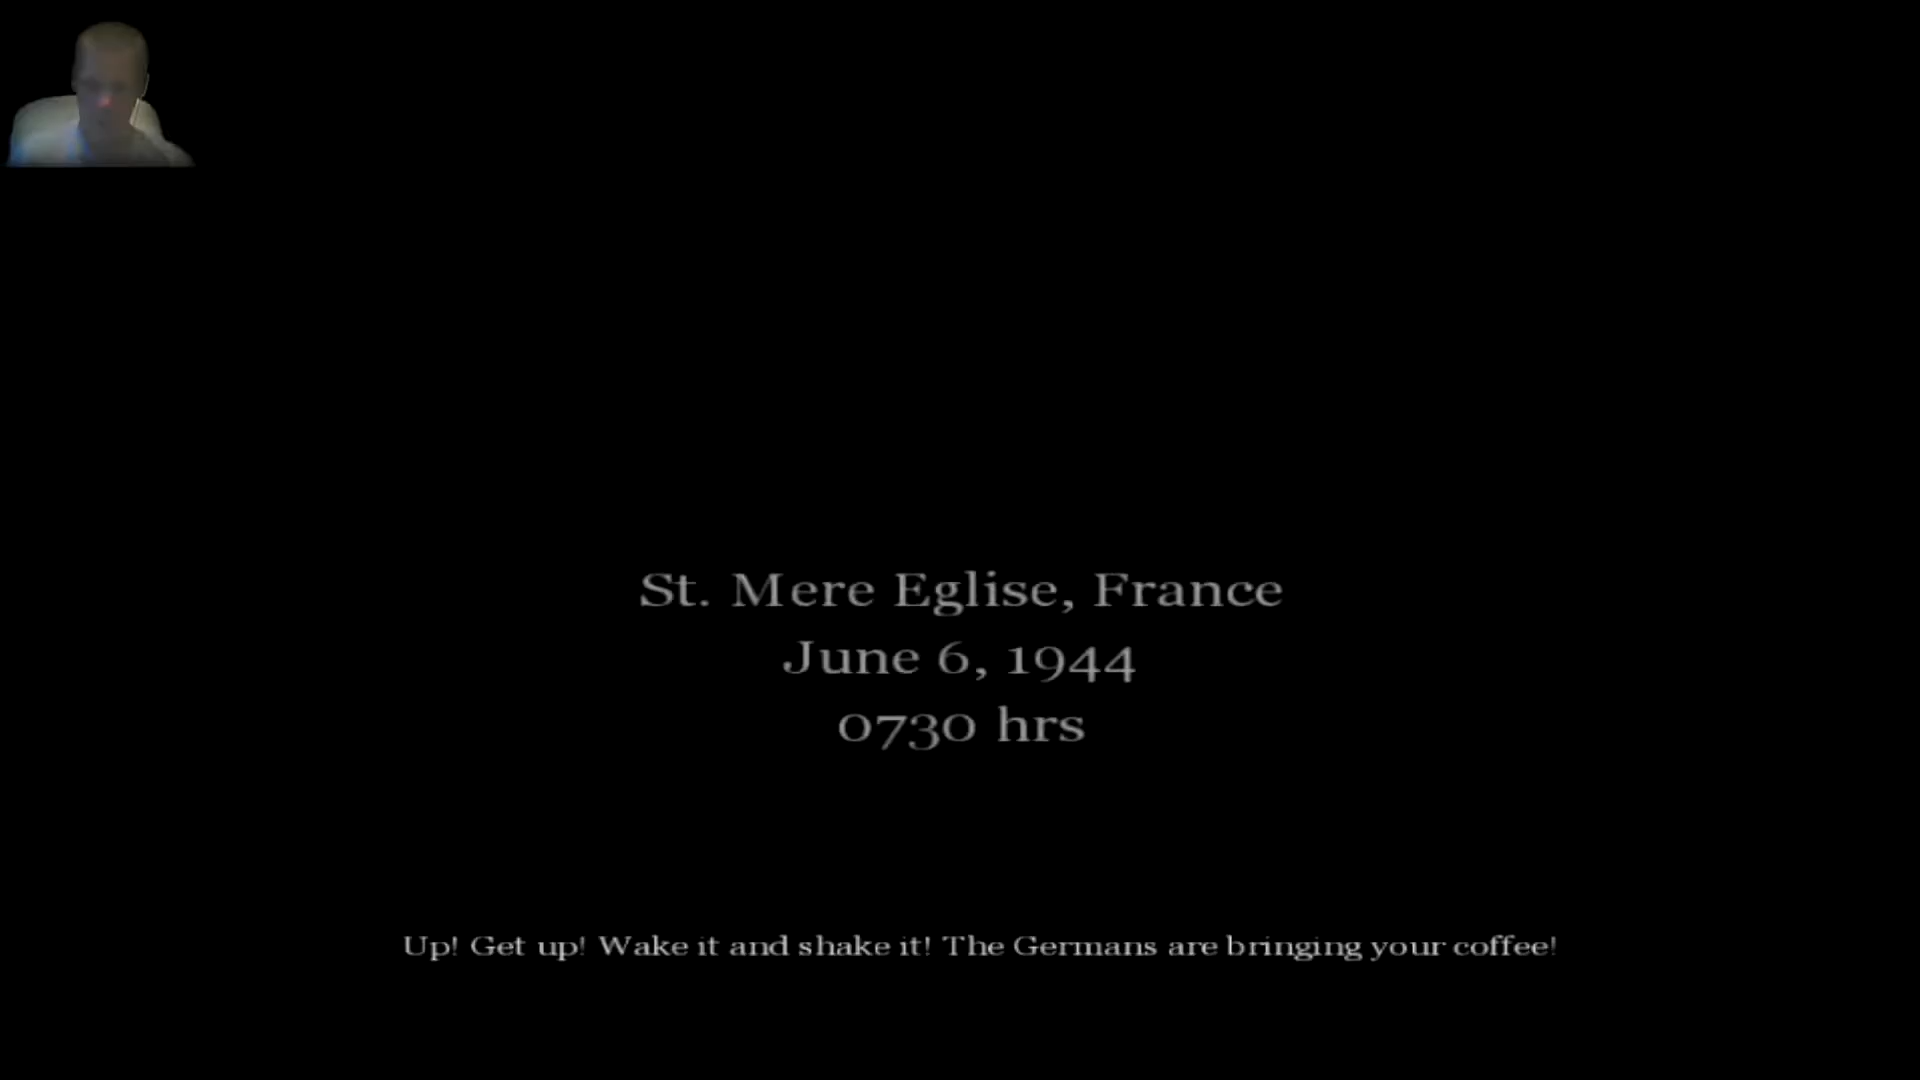 St. Mere Eglise, France
June 6, 1944
0730 hrs
Up! Get up! Wake it and shake it! The Germans are bringing your coffee!